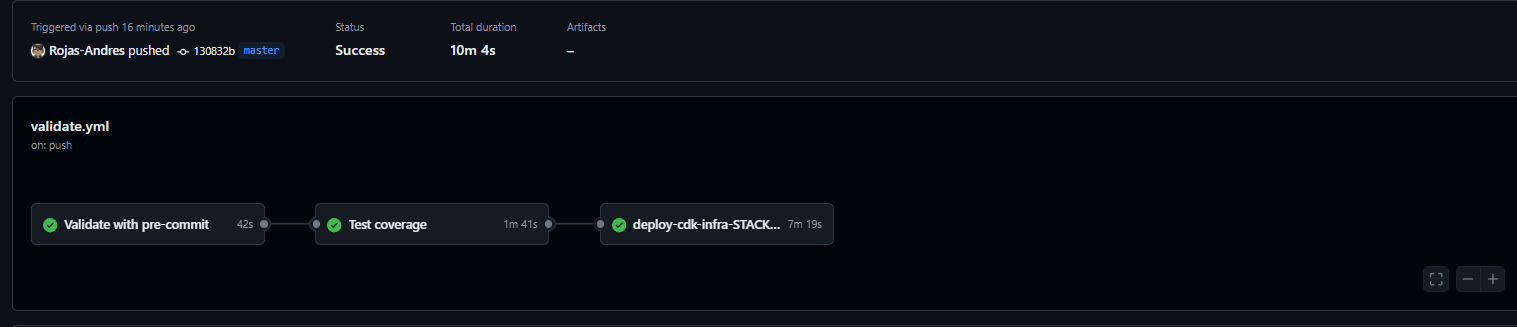 Triggered via push 16 minutes ago
Status
Total duration
Artifacts
Rojas-Andres pushed 130832b master
Success
10m 4s
–
validate.yml
on: push
Validate with pre-commit 42s
Test coverage 1m 41s
deploy-cdk-infra-STACK... 7m 19s